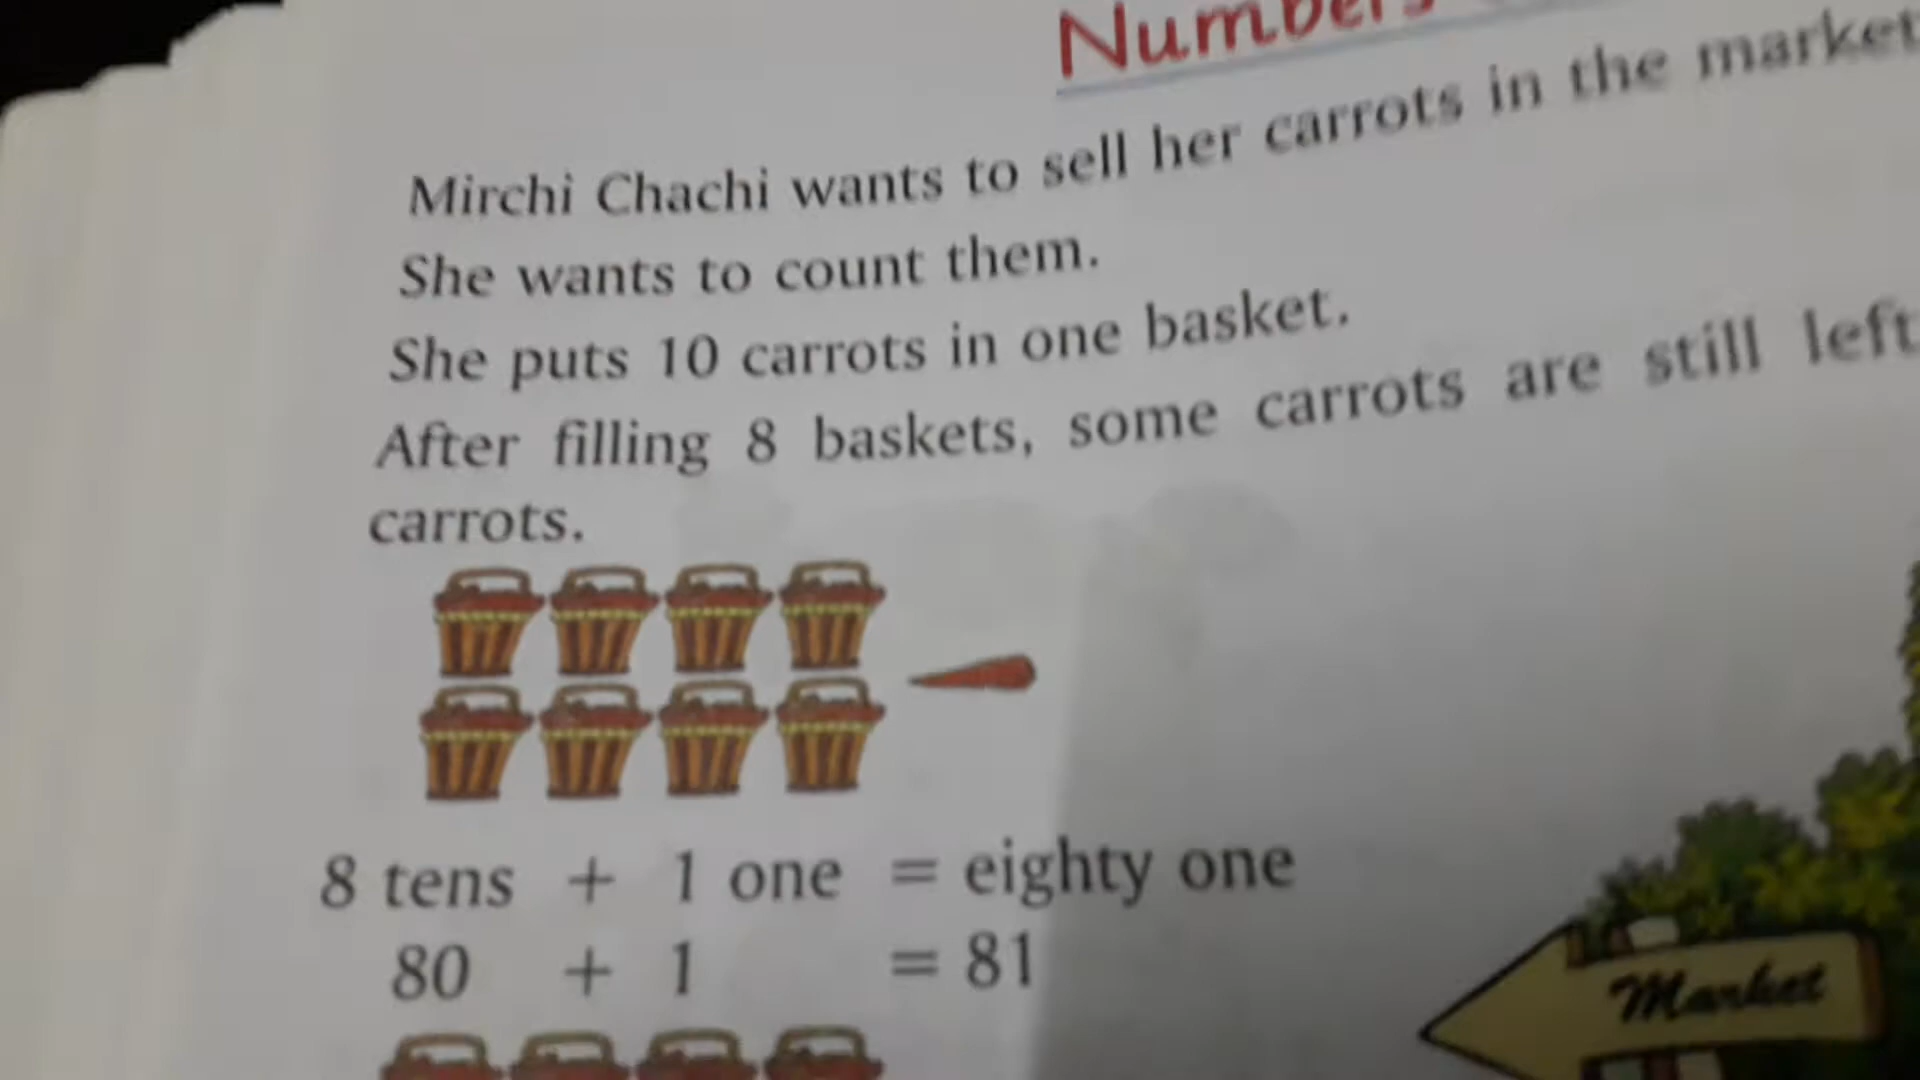 Numbers
Mirchi Chachi wants to sell her carrots in the market
She wants to count them.
She puts 10 carrots in one basket.
After filling 8 baskets, some carrots are still left
carrots.
8 tens + 1 one = eighty one
80 + 1 = 81
Market